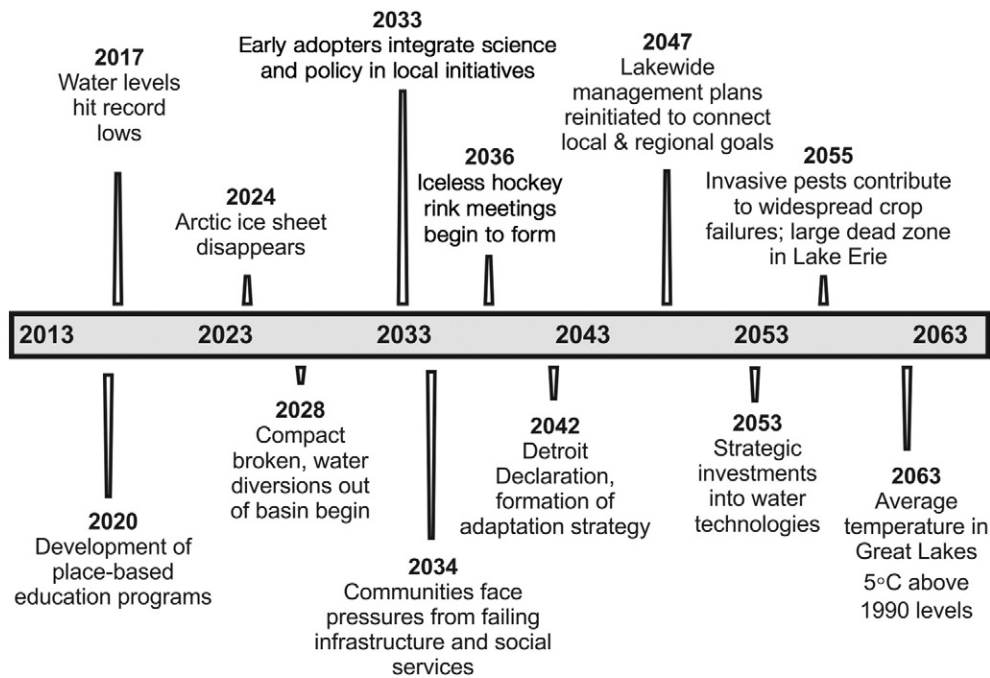 2017
Water levels
hit record
lows
2024
Arctic ice sheet
disappears
2033
Early adopters integrate science
and policy in local initiatives
2036
Iceless hockey
rink meetings
begin to form
2047
Lakewide
management plans
reinitiated to connect
local & regional goals
2055
Invasive pests contribute
to widespread crop
failures; large dead zone
in Lake Erie
2013 2023 2033 2043 2053 2063
2020
Development of
place-based
education programs
2028
Compact
broken, water
diversions out
of basin begin
2034
Communities face
pressures from failing
infrastructure and social
services
2042
Detroit
Declaration,
formation of
adaptation strategy
2053
Strategic
investments
into water
technologies
2063
Average
temperature in
Great Lakes
5°C above
1990 levels